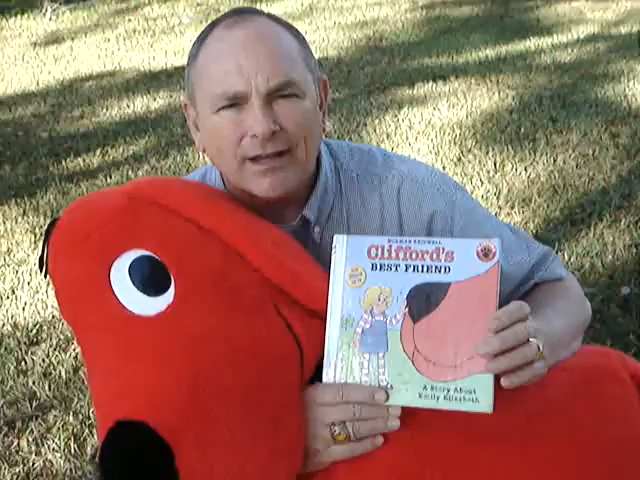 NORMAN BRIDWELL
Clifford's
BEST FRIEND
A Story About
Emily Elizabeth